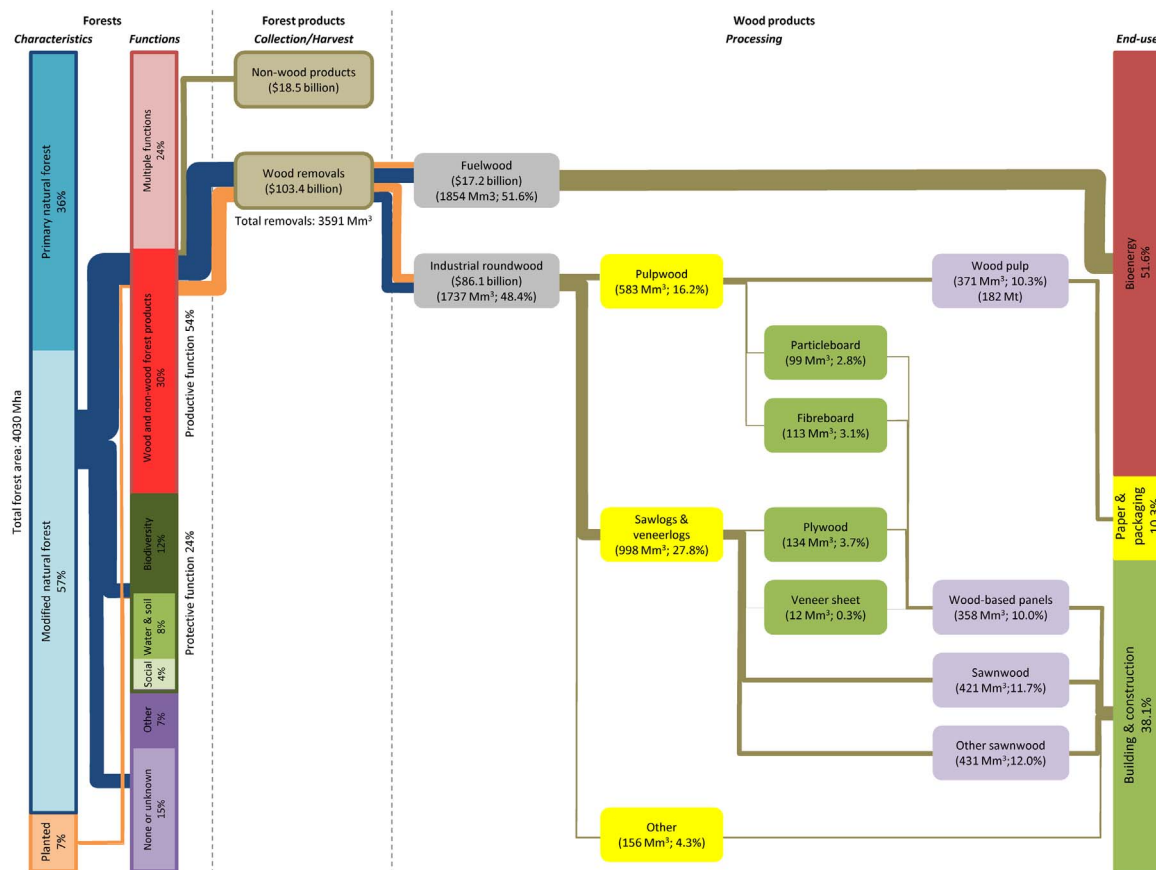 Forests
Forest products
Wood products
Characteristics
Functions
Collection/Harvest
Processing
End-use
Total forest area: 4030 Mha
Primary natural forest
36%
Modified natural forest
57%
Planted
7%
Multiple functions
24%
Wood and non-wood forest products
30%
Biodiversity
12%
Water & soil
8%
Social
4%
Other
7%
None or unknown
15%
Productive function 54%
Protective function 24%
Non-wood products
($18.5 billion)
Wood removals
($103.4 billion)
Total removals: 3591 Mm³
Fuelwood
($17.2 billion)
(1854 Mm3; 51.6%)
Industrial roundwood
($86.1 billion)
(1737 Mm³; 48.4%)
Pulpwood
(583 Mm³; 16.2%)
Sawlogs &
veneerlogs
(998 Mm³; 27.8%)
Other
(156 Mm³; 4.3%)
Particleboard
(99 Mm³; 2.8%)
Fibreboard
(113 Mm³; 3.1%)
Plywood
(134 Mm³; 3.7%)
Veneer sheet
(12 Mm³; 0.3%)
Wood pulp
(371 Mm³; 10.3%)
(182 Mt)
Wood-based panels
(358 Mm³; 10.0%)
Sawnwood
(421 Mm³;11.7%)
Other sawnwood
(431 Mm³;12.0%)
Bioenergy
51.6%
Paper &
packaging
10.3%
Building & construction
38.1%